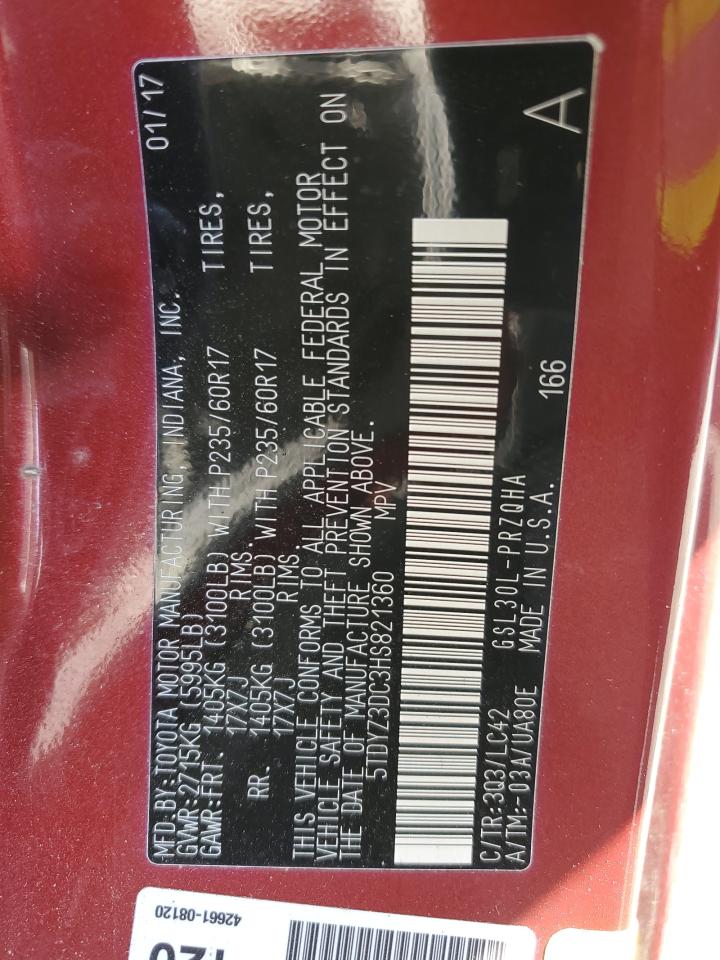 MFD.BY:TOYOTA MOTOR MANUFACTURING, INDIANA, INC. 01/17
GVWR:2715KG (5995LB)
GAWR:FRT. 1405KG (3100LB) WITH P235/60R17 TIRES,
17X7J RIMS.
RR. 1405KG (3100LB) WITH P235/60R17 TIRES,
17X7J RIMS
THIS VEHICLE CONFORMS TO ALL APPLICABLE FEDERAL MOTOR
VEHICLE SAFETY AND THEFT PREVENTION STANDARDS IN EFFECT ON
THE DATE OF MANUFACTURE SHOWN ABOVE.
5TDYZ3DC3HS821360 MPV
C/TR:3Q3/LC42 GSL30L-PRZQHA
A/TM:-03A/UA80E MADE IN U.S.A. 166 A
42661-08120